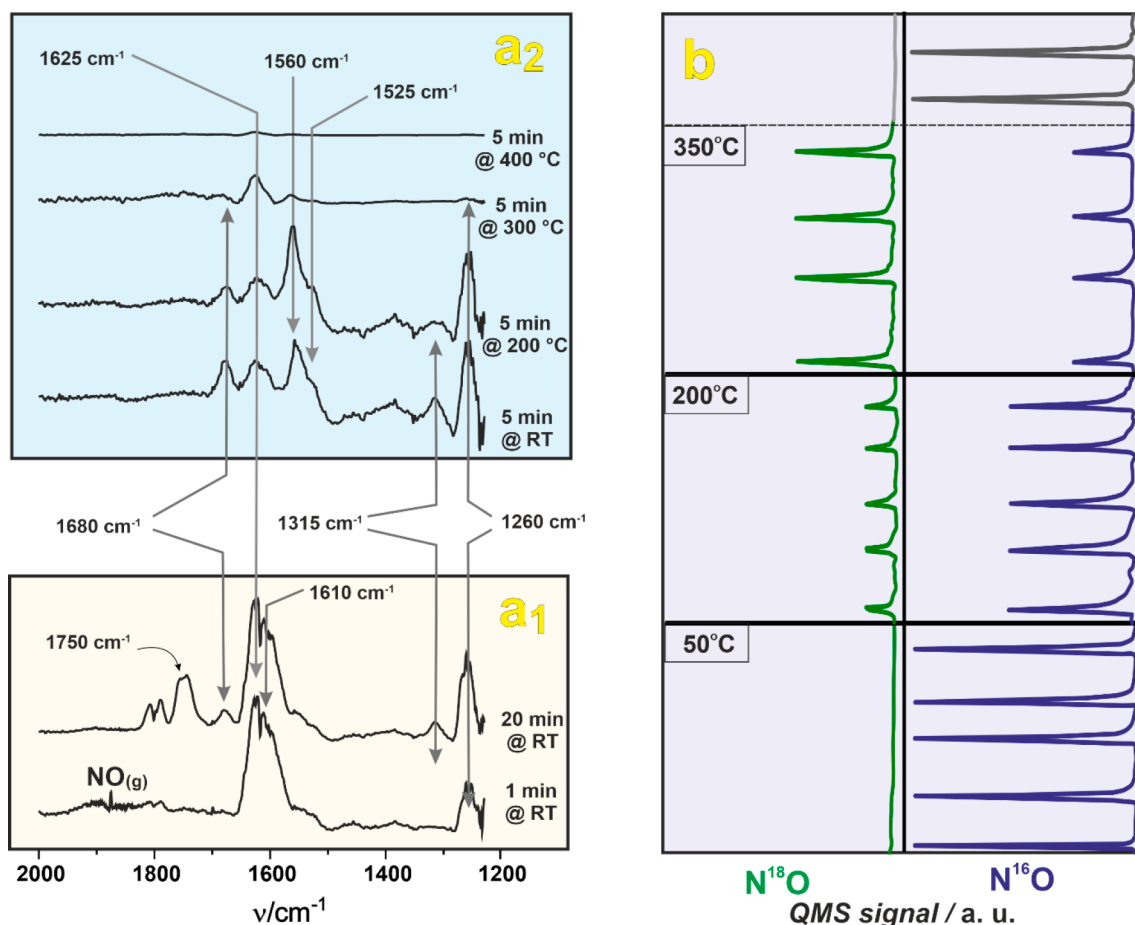 a2
1625 cm-1
1560 cm-1
1525 cm-1
5 min
@ 400 °C
5 min
@ 300 °C
5 min
@ 200 °C
5 min
@ RT
1680 cm-1
1315 cm-1
1260 cm-1
a1
1610 cm-1
1750 cm-1
20 min
@ RT
NO(g)
1 min
@ RT
2000 1800 1600 1400 1200
ν/cm-1
b
350°C
200°C
50°C
N18O N16O
QMS signal / a. u.